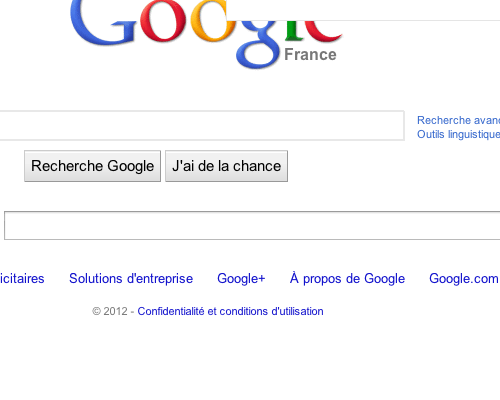 Google
France
Recherche avanc
Outils linguistique
Recherche Google J'ai de la chance
icitaires Solutions d'entreprise Google+ À propos de Google Google.com
© 2012 - Confidentialité et conditions d'utilisation